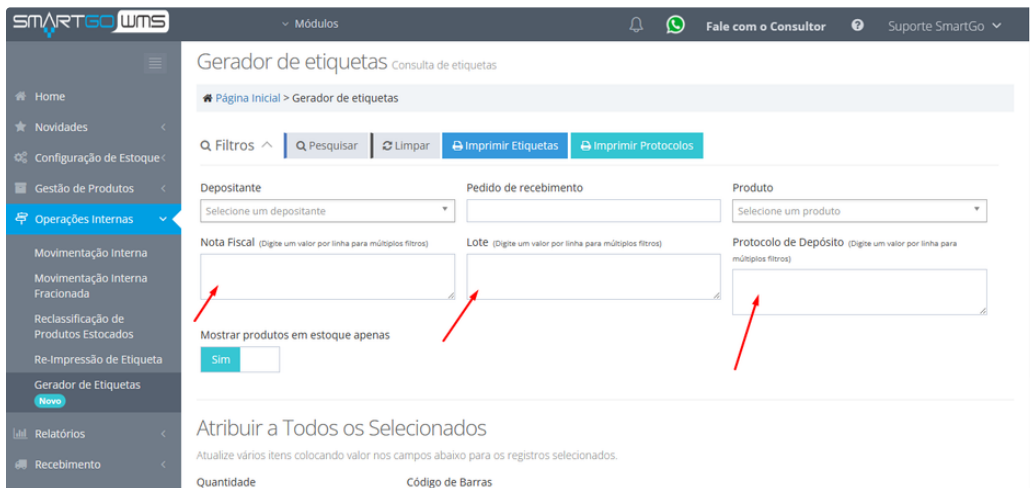 SMARTGO WMS
Módulos
Fale com o Consultor
Suporte SmartGo
Home
Novidades
Configuração de Estoque
Gestão de Produtos
Operações Internas
Movimentação Interna
Movimentação Interna
Fracionada
Reclassificação de
Produtos Estocados
Re-Impressão de Etiqueta
Gerador de Etiquetas
Novo
Relatórios
Recebimento
Gerador de etiquetas Consulta de etiquetas
Página Inicial > Gerador de etiquetas
Filtros
Pesquisar
Limpar
Imprimir Etiquetas
Imprimir Protocolos
Depositante
Selecione um depositante
Pedido de recebimento
Produto
Selecione um produto
Nota Fiscal (Digite um valor por linha para múltiplos filtros)
Lote (Digite um valor por linha para múltiplos filtros)
Protocolo de Depósito (Digite um valor por linha para
múltiplos filtros)
Mostrar produtos em estoque apenas
Sim
Atribuir a Todos os Selecionados
Atualize vários itens colocando valor nos campos abaixo para os registros selecionados.
Quantidade
Código de Barras